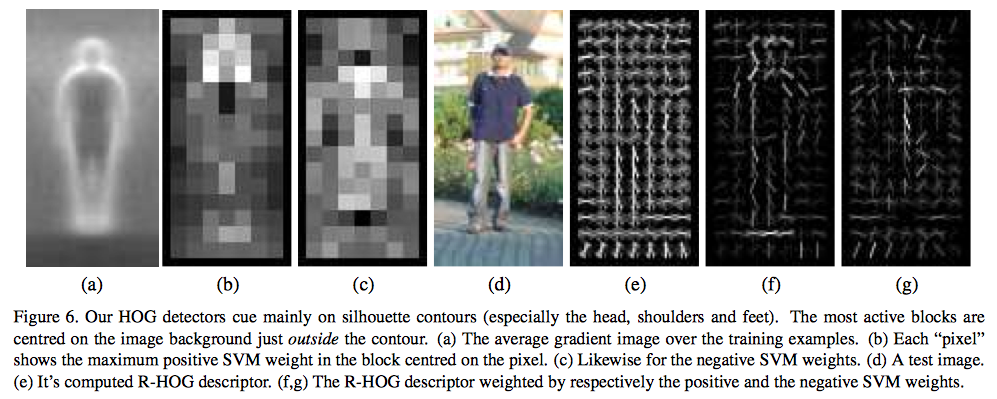 (a) (b) (c) (d) (e) (f) (g)
Figure 6. Our HOG detectors cue mainly on silhouette contours (especially the head, shoulders and feet). The most active blocks are
centred on the image background just outside the contour. (a) The average gradient image over the training examples. (b) Each “pixel”
shows the maximum positive SVM weight in the block centred on the pixel. (c) Likewise for the negative SVM weights. (d) A test image.
(e) It’s computed R-HOG descriptor. (f,g) The R-HOG descriptor weighted by respectively the positive and the negative SVM weights.